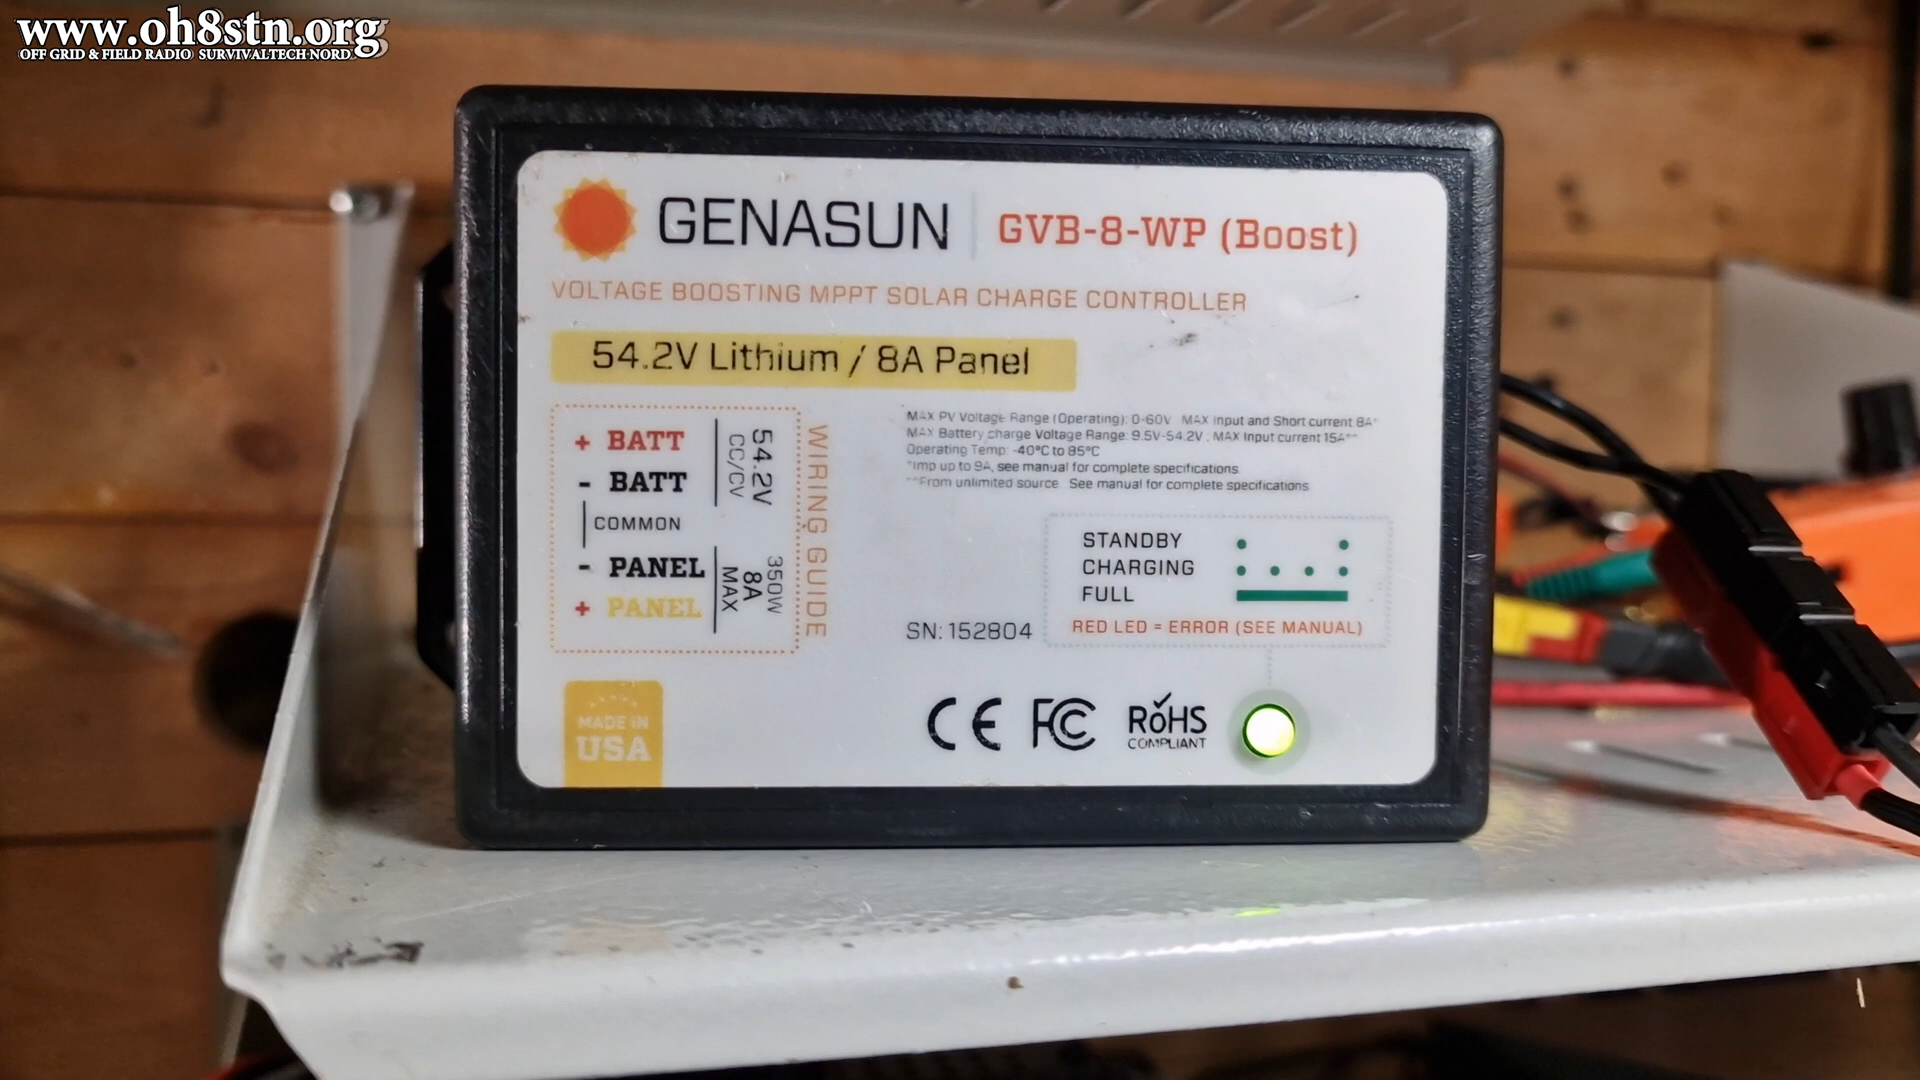 www.oh8stn.org
OFF GRID & FIELD RADIO SURVIVALTECH NORD
GENASUN GVB-8-WP (Boost)
VOLTAGE BOOSTING MPPT SOLAR CHARGE CONTROLLER
54.2V Lithium / 8A Panel
+ BATT
- BATT
COMMON
- PANEL
+ PANEL
54.2V
CC/CV
350W
8A
MAX
WIRING GUIDE
MAX PV Voltage Range (Operating): 0-60V MAX Input and Short current 8A*
MAX Battery charge Voltage Range: 9.5V-54.2V; MAX Input current 15A**
Operating Temp: -40°C to 85°C
*Imp up to 9A, see manual for complete specifications.
**From unlimited source. See manual for complete specifications
STANDBY
CHARGING
FULL
RED LED = ERROR (SEE MANUAL)
SN: 152804
MADE IN
USA
CE FC RoHS
COMPLIANT